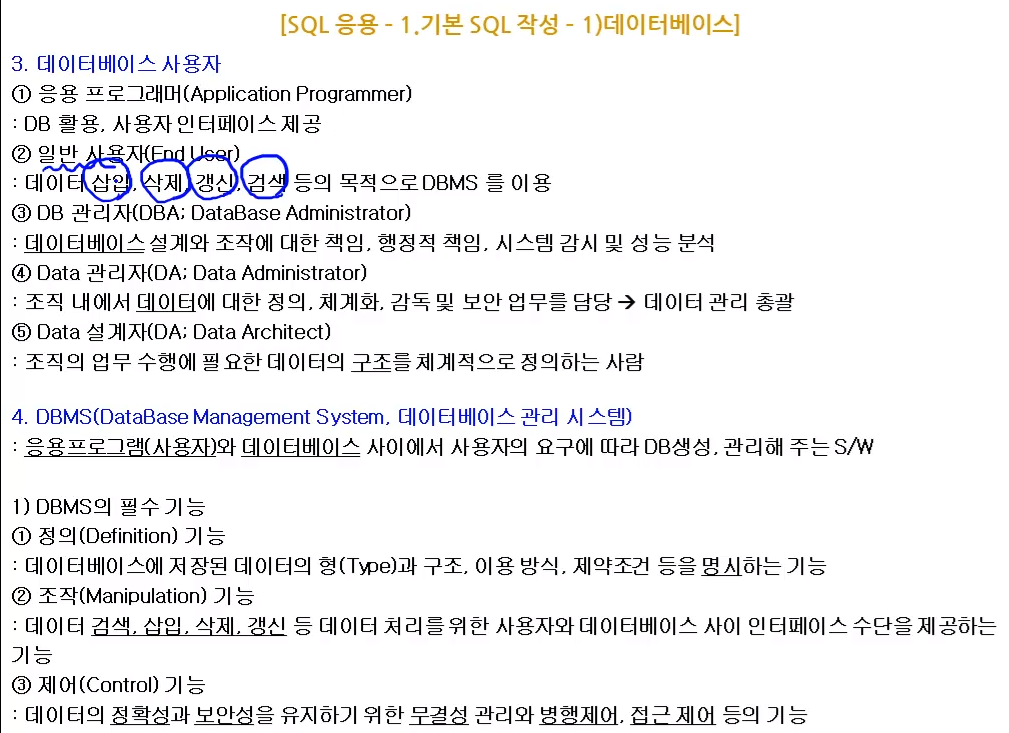 [SQL 응용 - 1.기본 SQL 작성 - 1)데이터베이스]
3. 데이터베이스 사용자
① 응용 프로그래머(Application Programmer)
: DB 활용, 사용자 인터페이스 제공
② 일반 사용자(End User)
: 데이터 삽입, 삭제, 갱신, 검색 등의 목적으로 DBMS 를 이용
③ DB 관리자(DBA; DataBase Administrator)
: 데이터베이스 설계와 조작에 대한 책임, 행정적 책임, 시스템 감시 및 성능 분석
④ Data 관리자(DA; Data Administrator)
: 조직 내에서 데이터에 대한 정의, 체계화, 감독 및 보안 업무를 담당 → 데이터 관리 총괄
⑤ Data 설계자(DA; Data Architect)
: 조직의 업무 수행에 필요한 데이터의 구조를 체계적으로 정의하는 사람
4. DBMS(DataBase Management System, 데이터베이스 관리 시스템)
: 응용프로그램(사용자)와 데이터베이스 사이에서 사용자의 요구에 따라 DB생성, 관리해 주는 S/W
1) DBMS의 필수 기능
① 정의(Definition) 기능
: 데이터베이스에 저장된 데이터의 형(Type)과 구조, 이용 방식, 제약조건 등을 명시하는 기능
② 조작(Manipulation) 기능
: 데이터 검색, 삽입, 삭제, 갱신 등 데이터 처리를 위한 사용자와 데이터베이스 사이 인터페이스 수단을 제공하는
기능
③ 제어(Control) 기능
: 데이터의 정확성과 보안성을 유지하기 위한 무결성 관리와 병행제어, 접근 제어 등의 기능